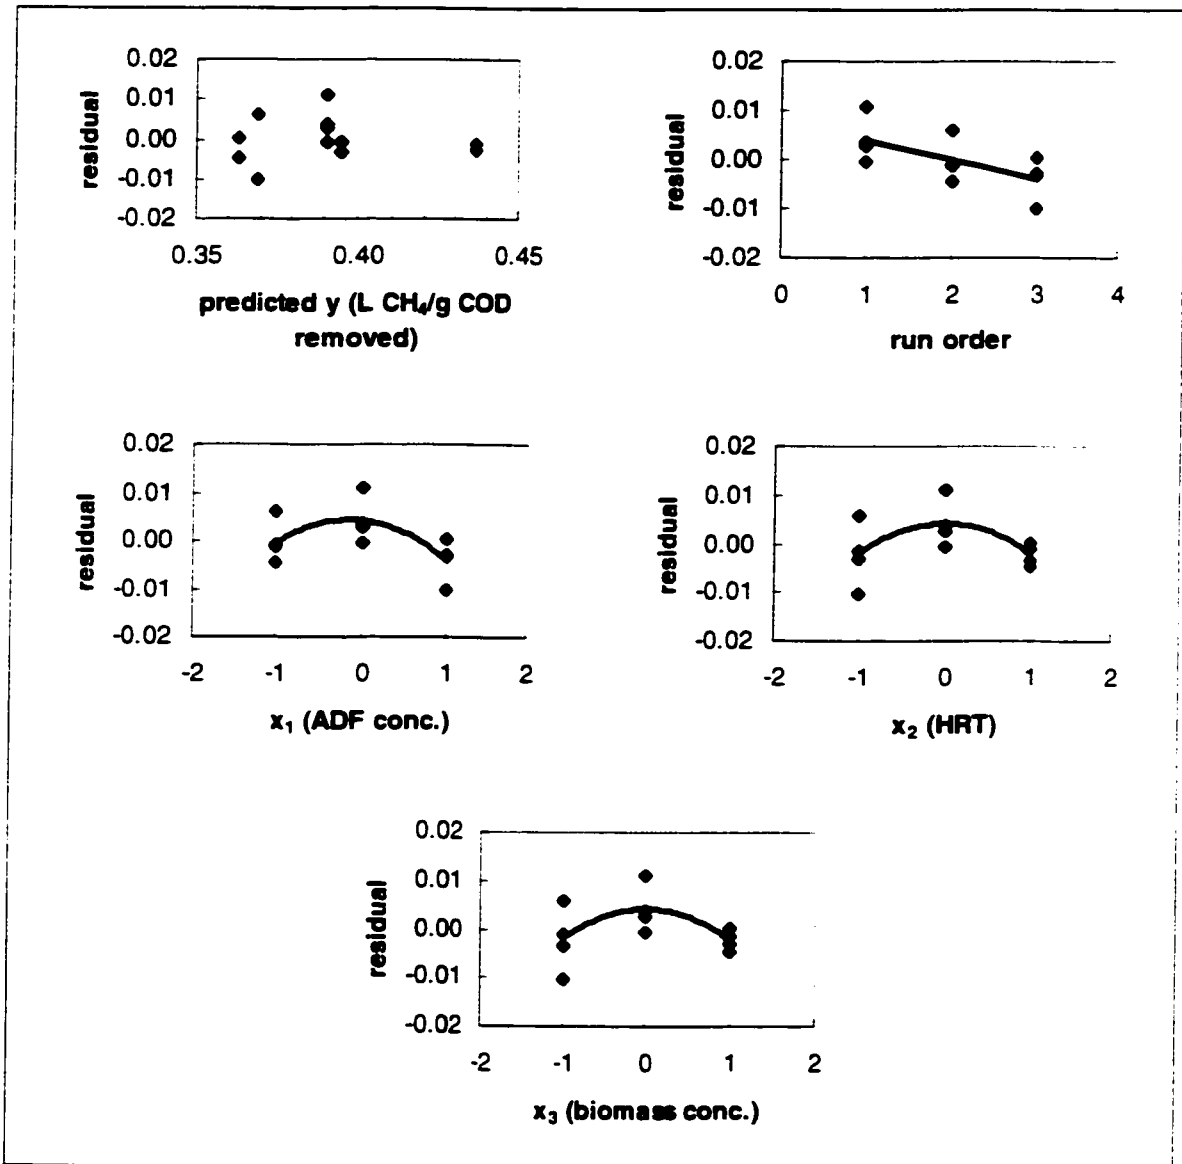 0.02
0.01
0.00
-0.01
-0.02
residual
0.35 0.40 0.45
predicted y (L CH₄/g COD
removed)
0.02
0.01
0.00
-0.01
-0.02
residual
0 1 2 3 4
run order
0.02
0.01
0.00
-0.01
-0.02
residual
-2 -1 0 1 2
x₁ (ADF conc.)
0.02
0.01
0.00
-0.01
-0.02
residual
-2 -1 0 1 2
x₂ (HRT)
0.02
0.01
0.00
-0.01
-0.02
residual
-2 -1 0 1 2
x₃ (biomass conc.)